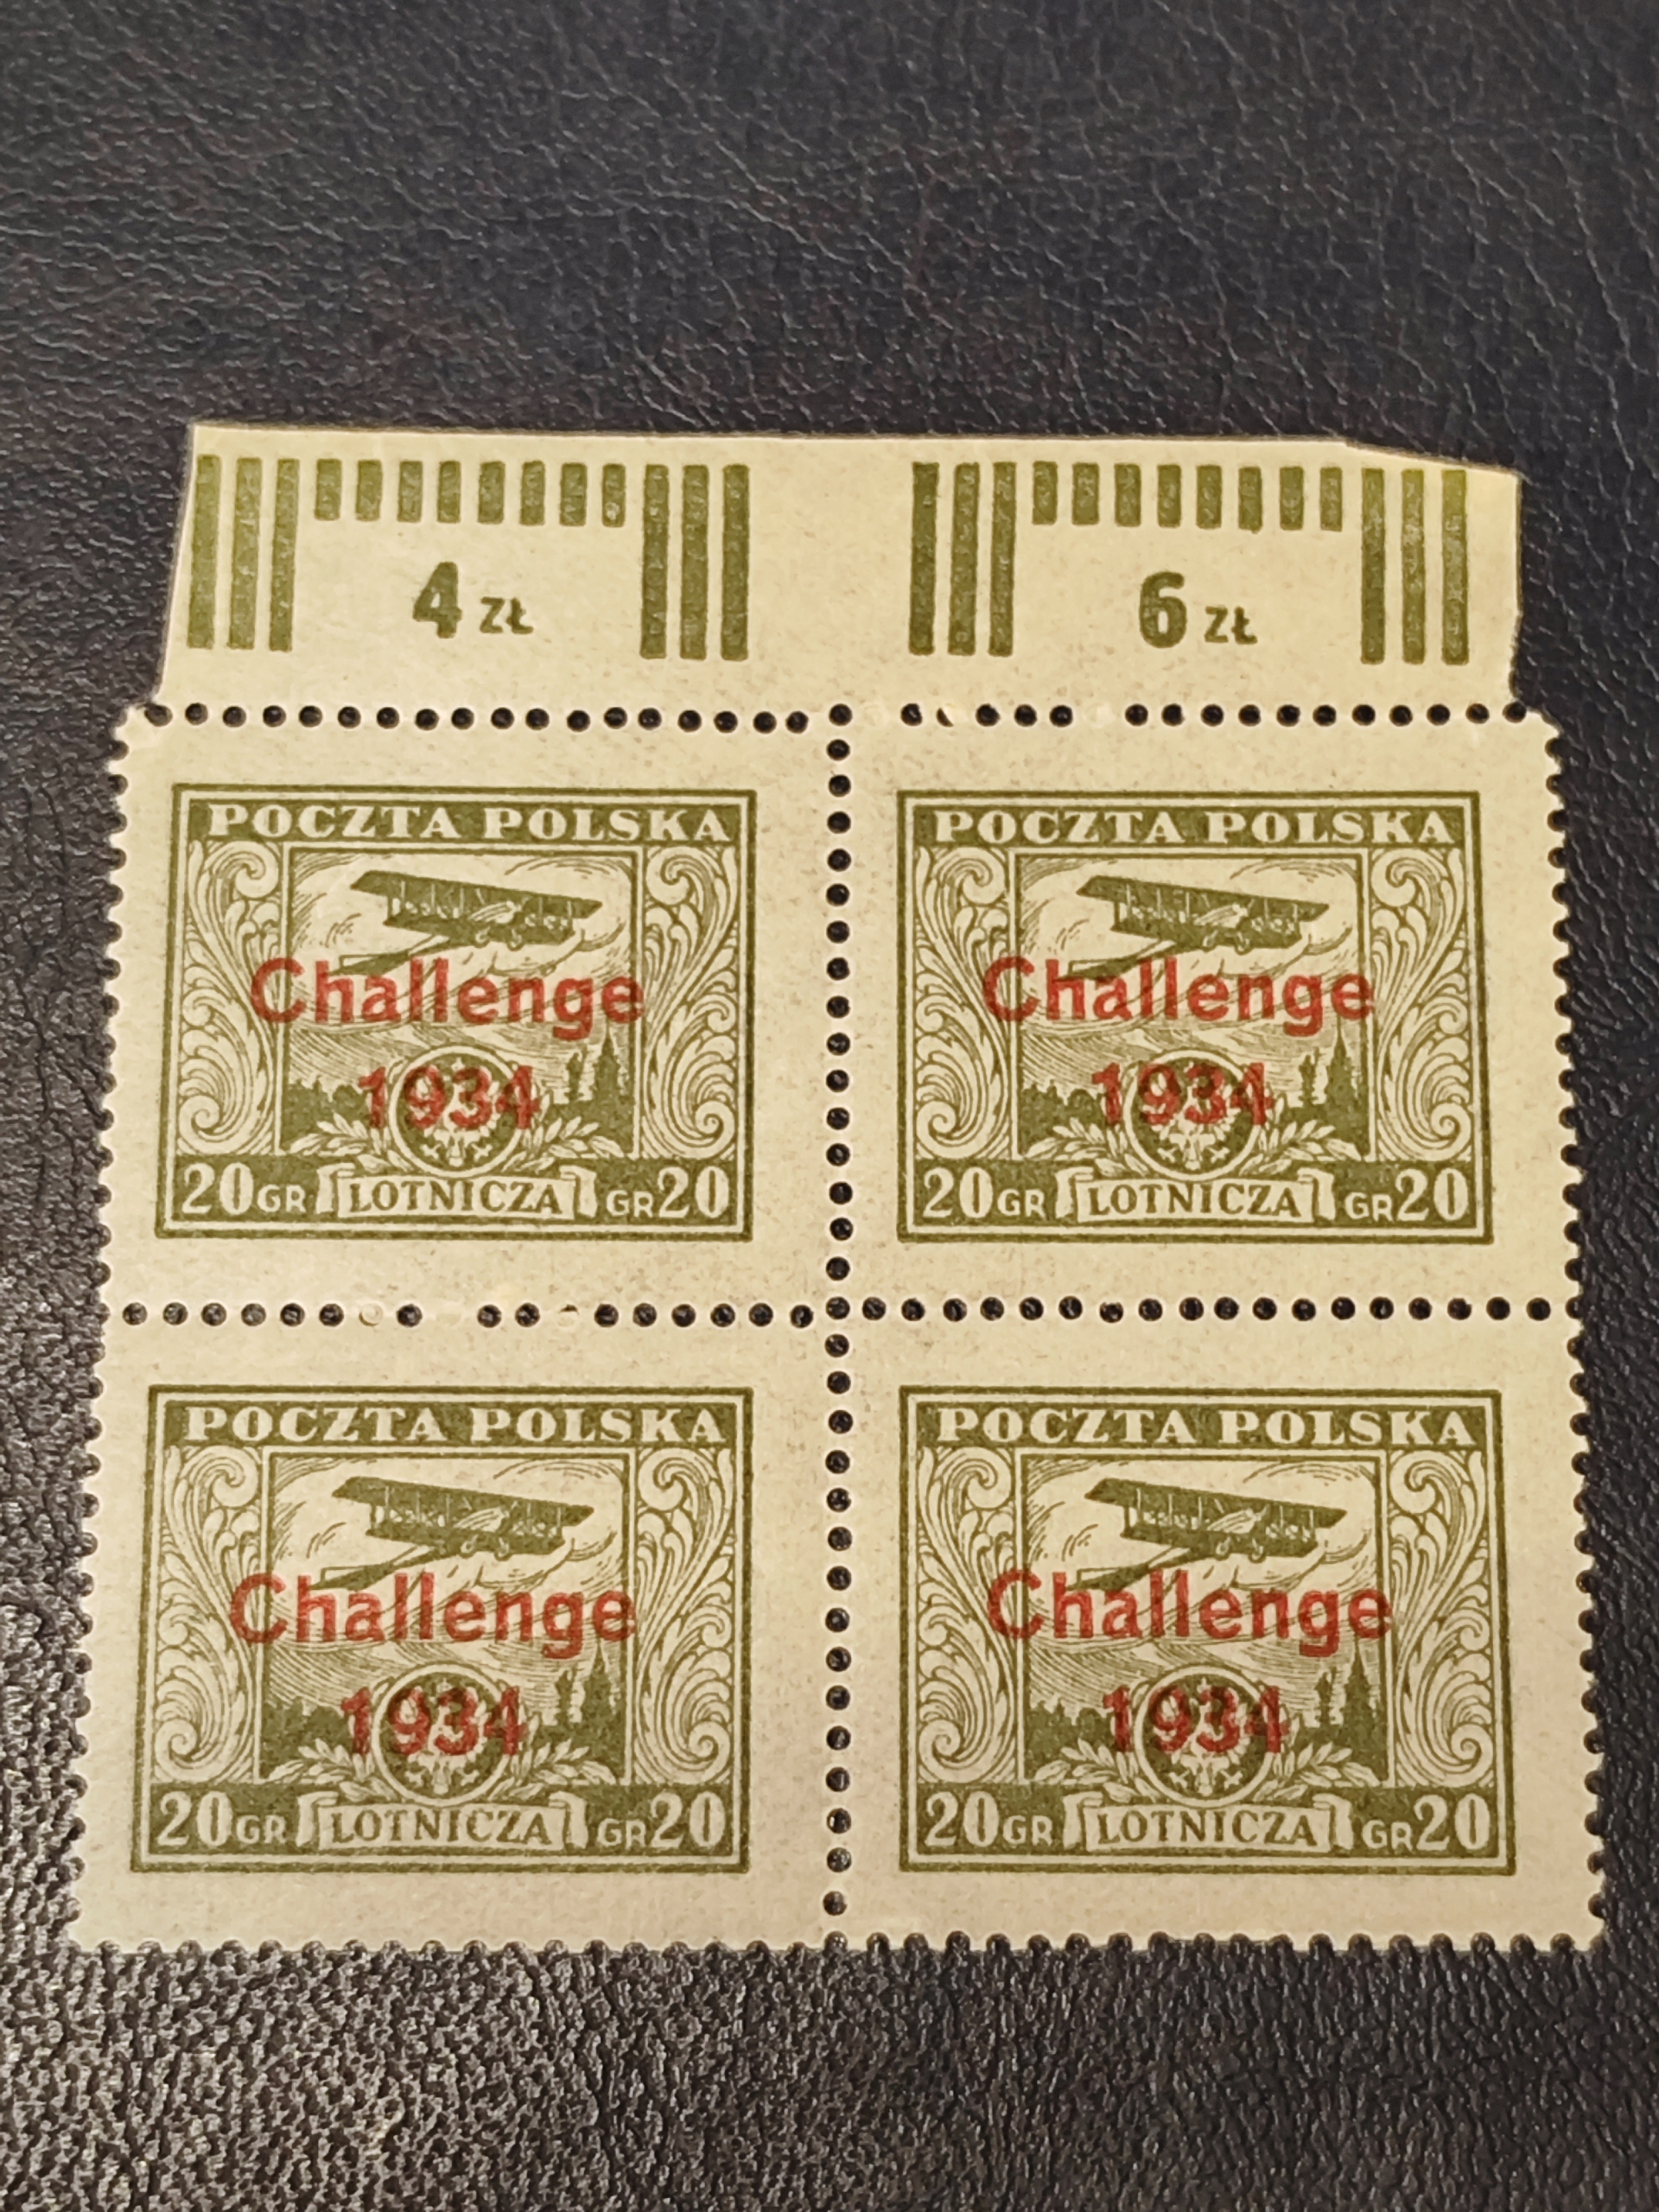 4 ZŁ 6 ZŁ
POCZTA POLSKA POCZTA POLSKA
Challenge Challenge
1934 1934
20 GR LOTNICZA GR 20 20 GR LOTNICZA GR 20
POCZTA POLSKA POCZTA POLSKA
Challenge Challenge
1934 1934
20 GR LOTNICZA GR 20 20 GR LOTNICZA GR 20